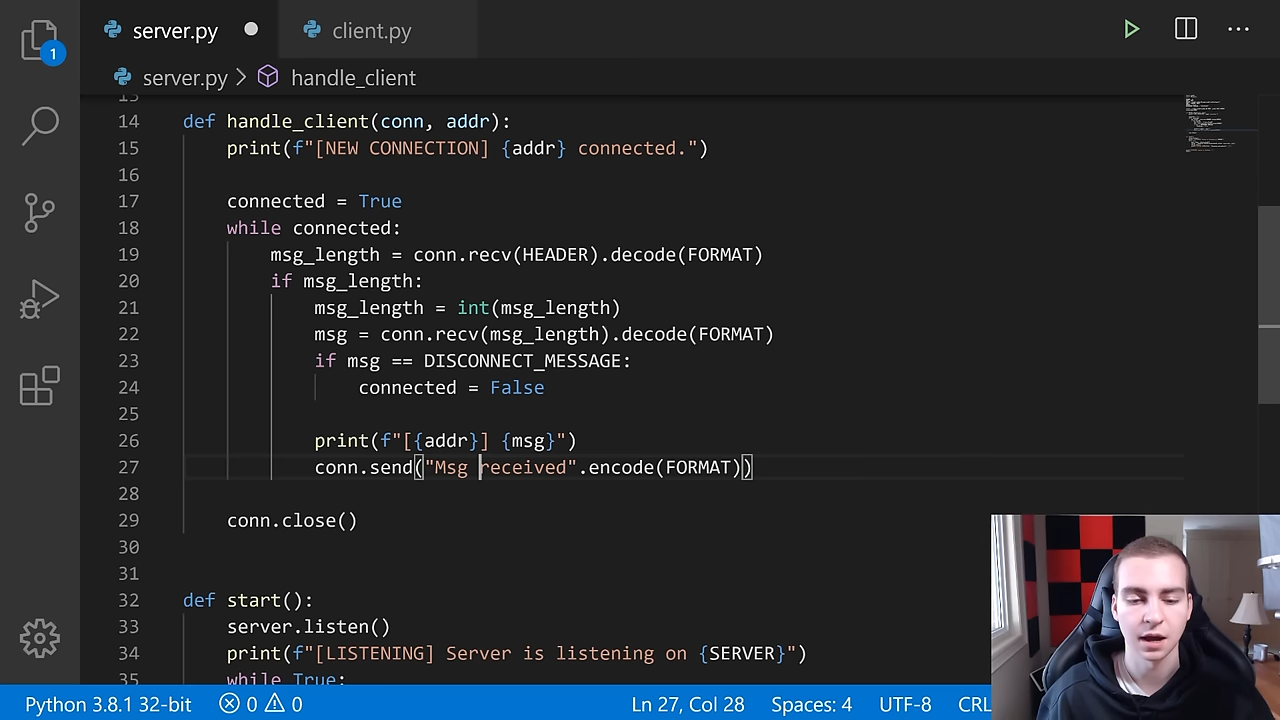 1
server.py
client.py
server.py > handle_client
14 def handle_client(conn, addr):
15 print(f"[NEW CONNECTION] {addr} connected.")
16
17 connected = True
18 while connected:
19 msg_length = conn.recv(HEADER).decode(FORMAT)
20 if msg_length:
21 msg_length = int(msg_length)
22 msg = conn.recv(msg_length).decode(FORMAT)
23 if msg == DISCONNECT_MESSAGE:
24 connected = False
25
26 print(f"[{addr}] {msg}")
27 conn.send("Msg received".encode(FORMAT))
28
29 conn.close()
30
31
32 def start():
33 server.listen()
34 print(f"[LISTENING] Server is listening on {SERVER}")
35 while True:
Python 3.8.1 32-bit 0 0 Ln 27, Col 28 Spaces: 4 UTF-8 CRL